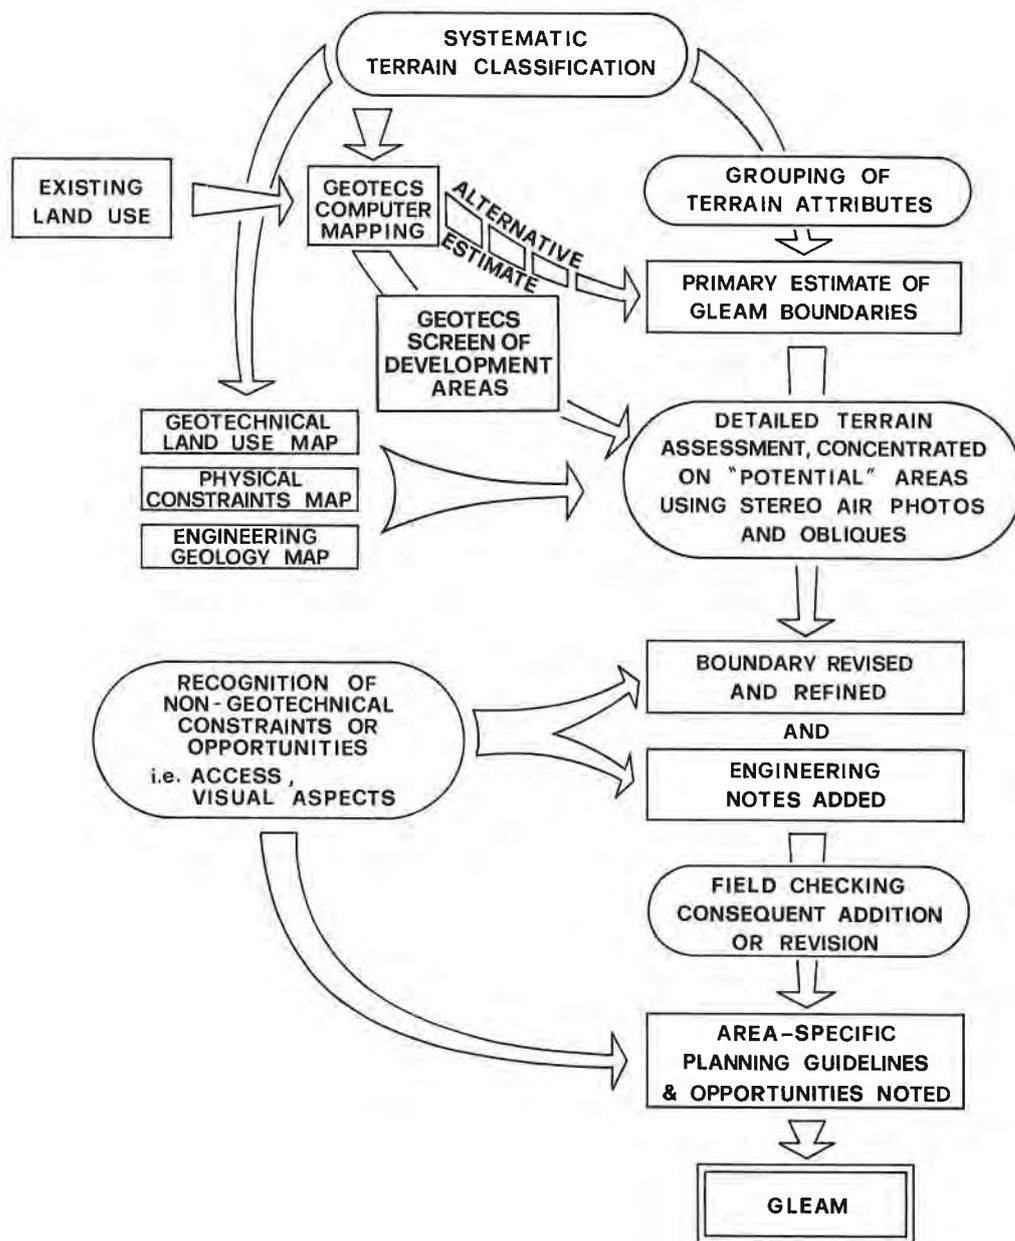 SYSTEMATIC
TERRAIN CLASSIFICATION
EXISTING
LAND USE
GEOTECS
COMPUTER
MAPPING
ALTERNATIVE
ESTIMATE
GROUPING OF
TERRAIN ATTRIBUTES
PRIMARY ESTIMATE OF
GLEAM BOUNDARIES
GEOTECS
SCREEN OF
DEVELOPMENT
AREAS
GEOTECHNICAL
LAND USE MAP
PHYSICAL
CONSTRAINTS MAP
ENGINEERING
GEOLOGY MAP
DETAILED TERRAIN
ASSESSMENT, CONCENTRATED
ON "POTENTIAL" AREAS
USING STEREO AIR PHOTOS
AND OBLIQUES
RECOGNITION OF
NON-GEOTECHNICAL
CONSTRAINTS OR
OPPORTUNITIES
i.e. ACCESS,
VISUAL ASPECTS
BOUNDARY REVISED
AND REFINED
AND
ENGINEERING
NOTES ADDED
FIELD CHECKING
CONSEQUENT ADDITION
OR REVISION
AREA-SPECIFIC
PLANNING GUIDELINES
& OPPORTUNITIES NOTED
GLEAM